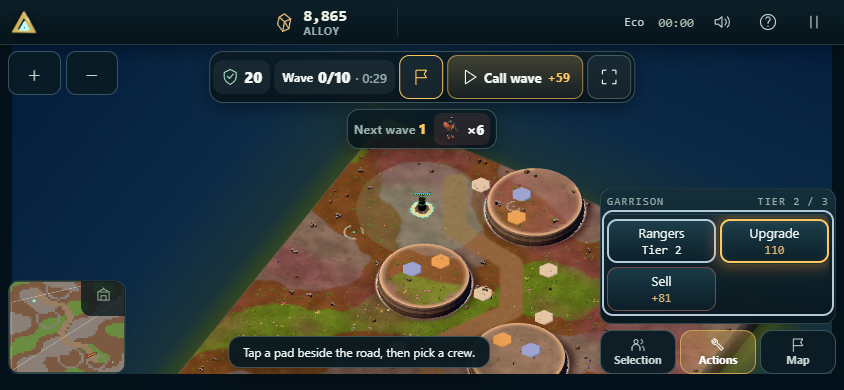 8,865
ALLOY
Eco 00:00
+
−
20
Wave 0/10 · 0:29
Call wave +59
Next wave 1
×6
GARRISON
TIER 2 / 3
Rangers
Tier 2
Upgrade
110
Sell
+81
Tap a pad beside the road, then pick a crew.
Selection
Actions
Map